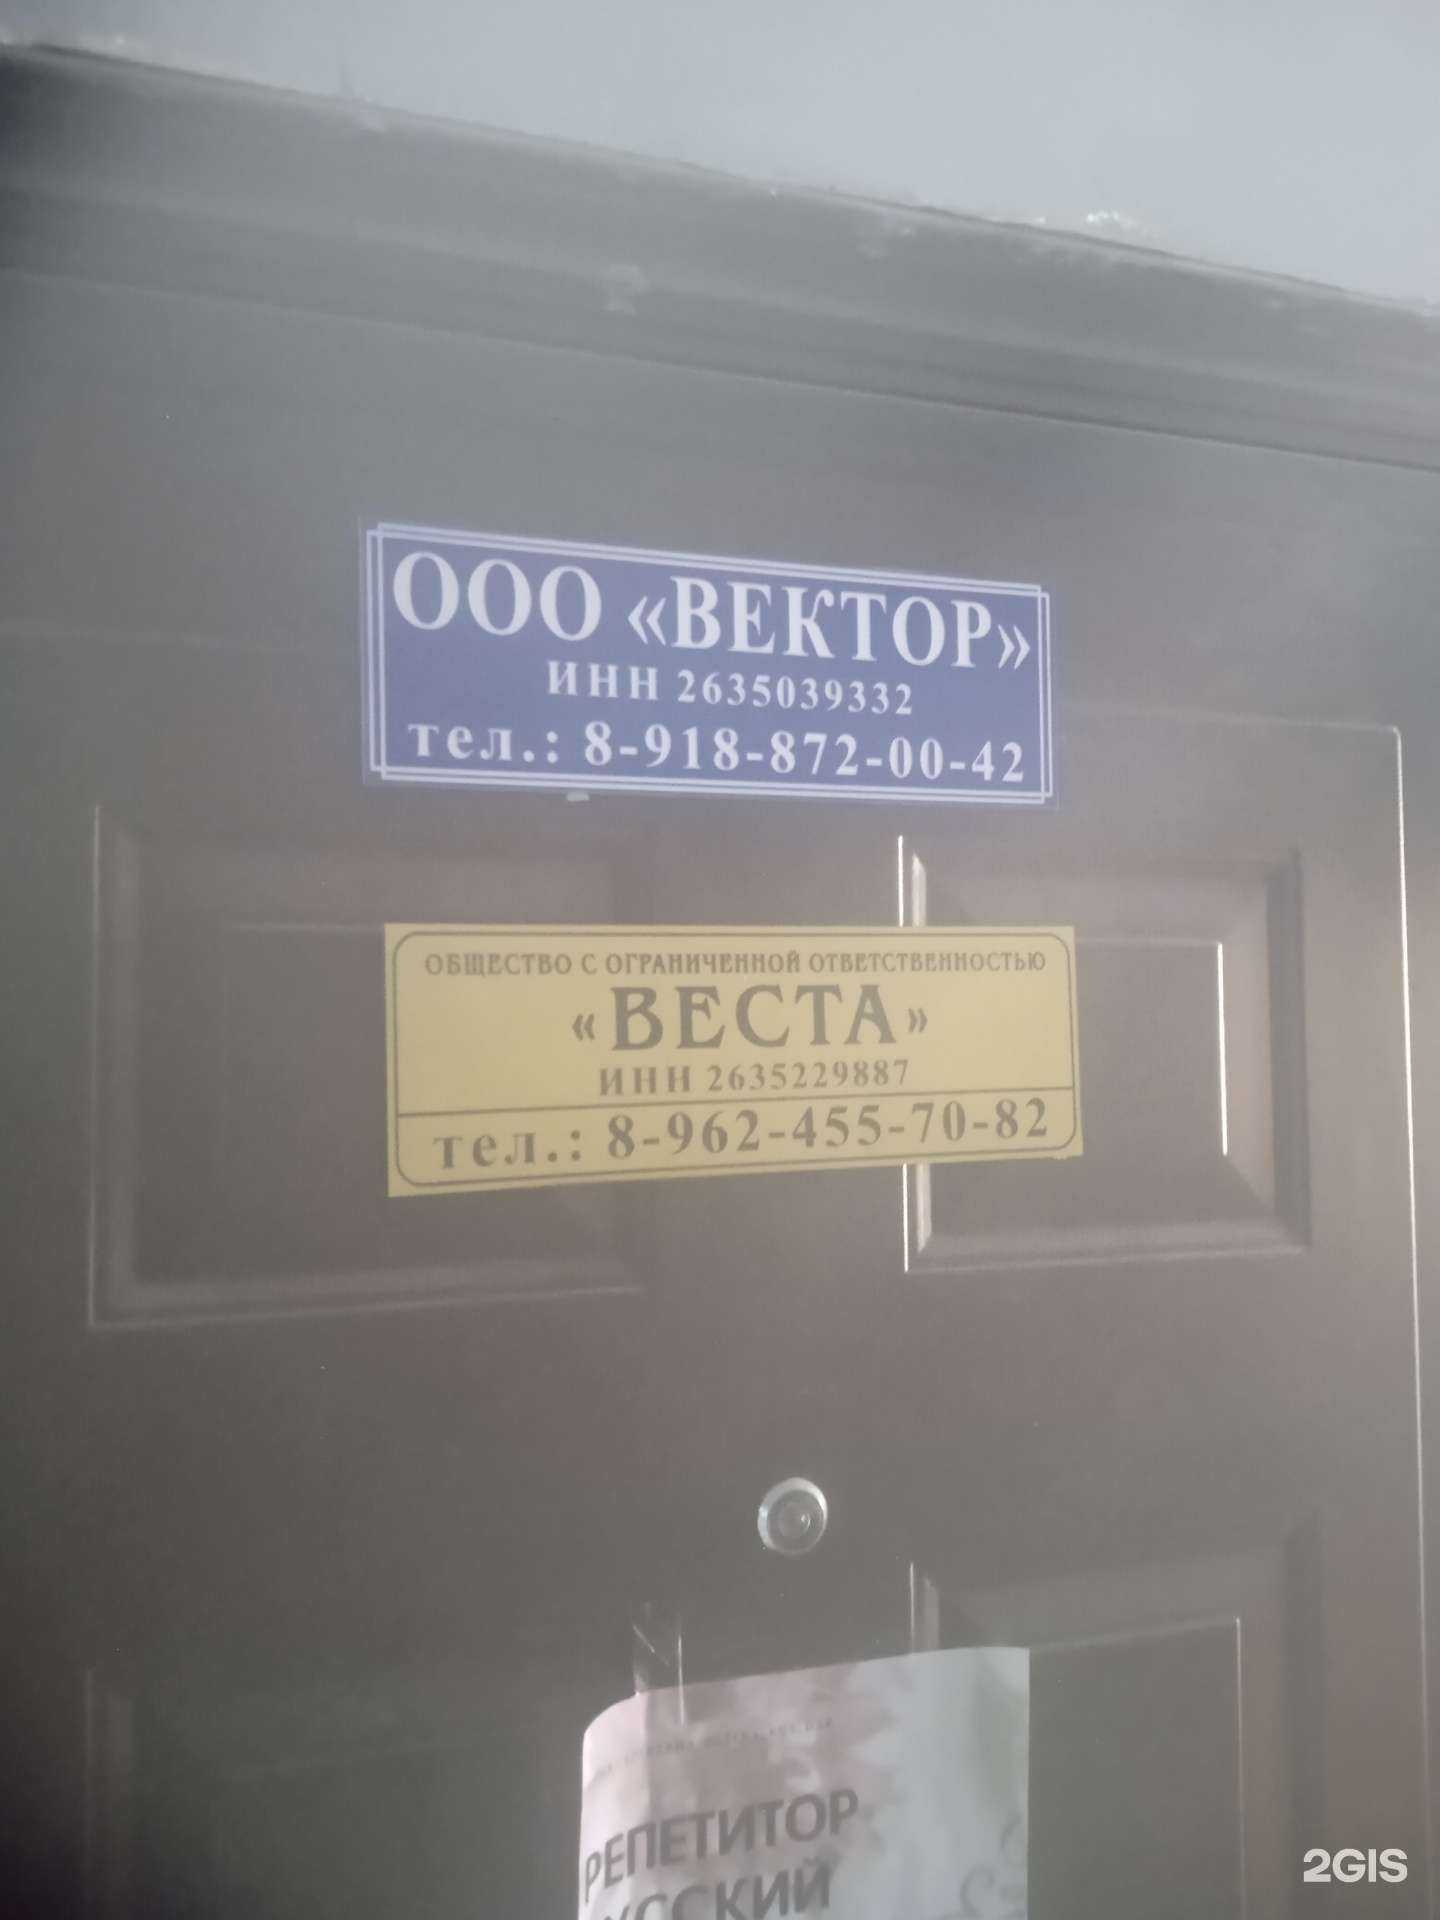 ООО «ВЕКТОР»
ИНН 2635039332
тел.: 8-918-872-00-42
ОБЩЕСТВО С ОГРАНИЧЕННОЙ ОТВЕТСТВЕННОСТЬЮ
«ВЕСТА»
ИНН 2635229887
тел.: 8-962-455-70-82
РЕПЕТИТОР
УССКИЙ
2GIS